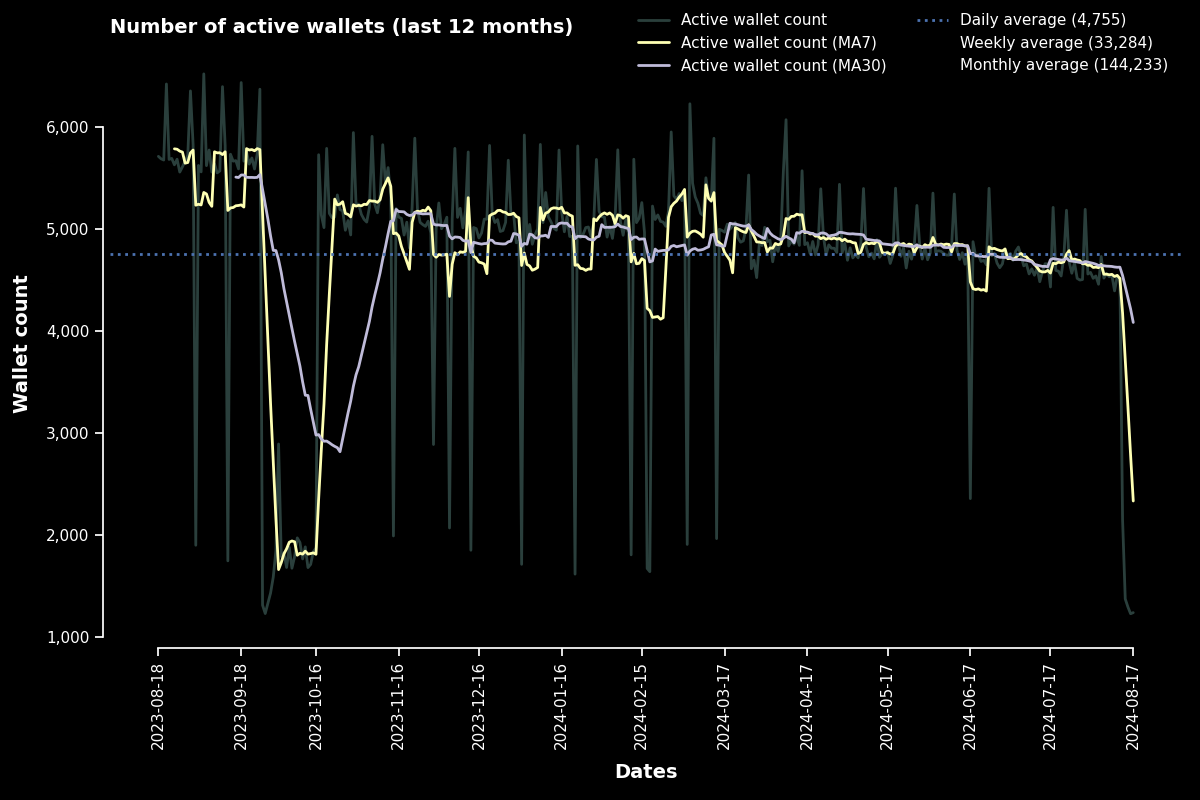 Number of active wallets (last 12 months)
Active wallet count
Active wallet count (MA7)
Active wallet count (MA30)
Daily average (4,755)
Weekly average (33,284)
Monthly average (144,233)
Wallet count
6,000
5,000
4,000
3,000
2,000
1,000
2023-08-18
2023-09-18
2023-10-16
2023-11-16
2023-12-16
2024-01-16
2024-02-15
2024-03-17
2024-04-17
2024-05-17
2024-06-17
2024-07-17
2024-08-17
Dates